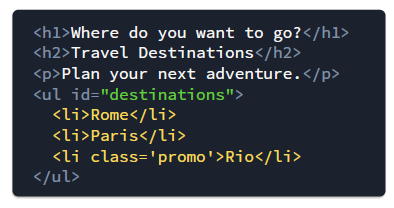 <h1>Where do you want to go?</h1>
<h2>Travel Destinations</h2>
<p>Plan your next adventure.</p>
<ul id="destinations">
  <li>Rome</li>
  <li>Paris</li>
  <li class='promo'>Rio</li>
</ul>